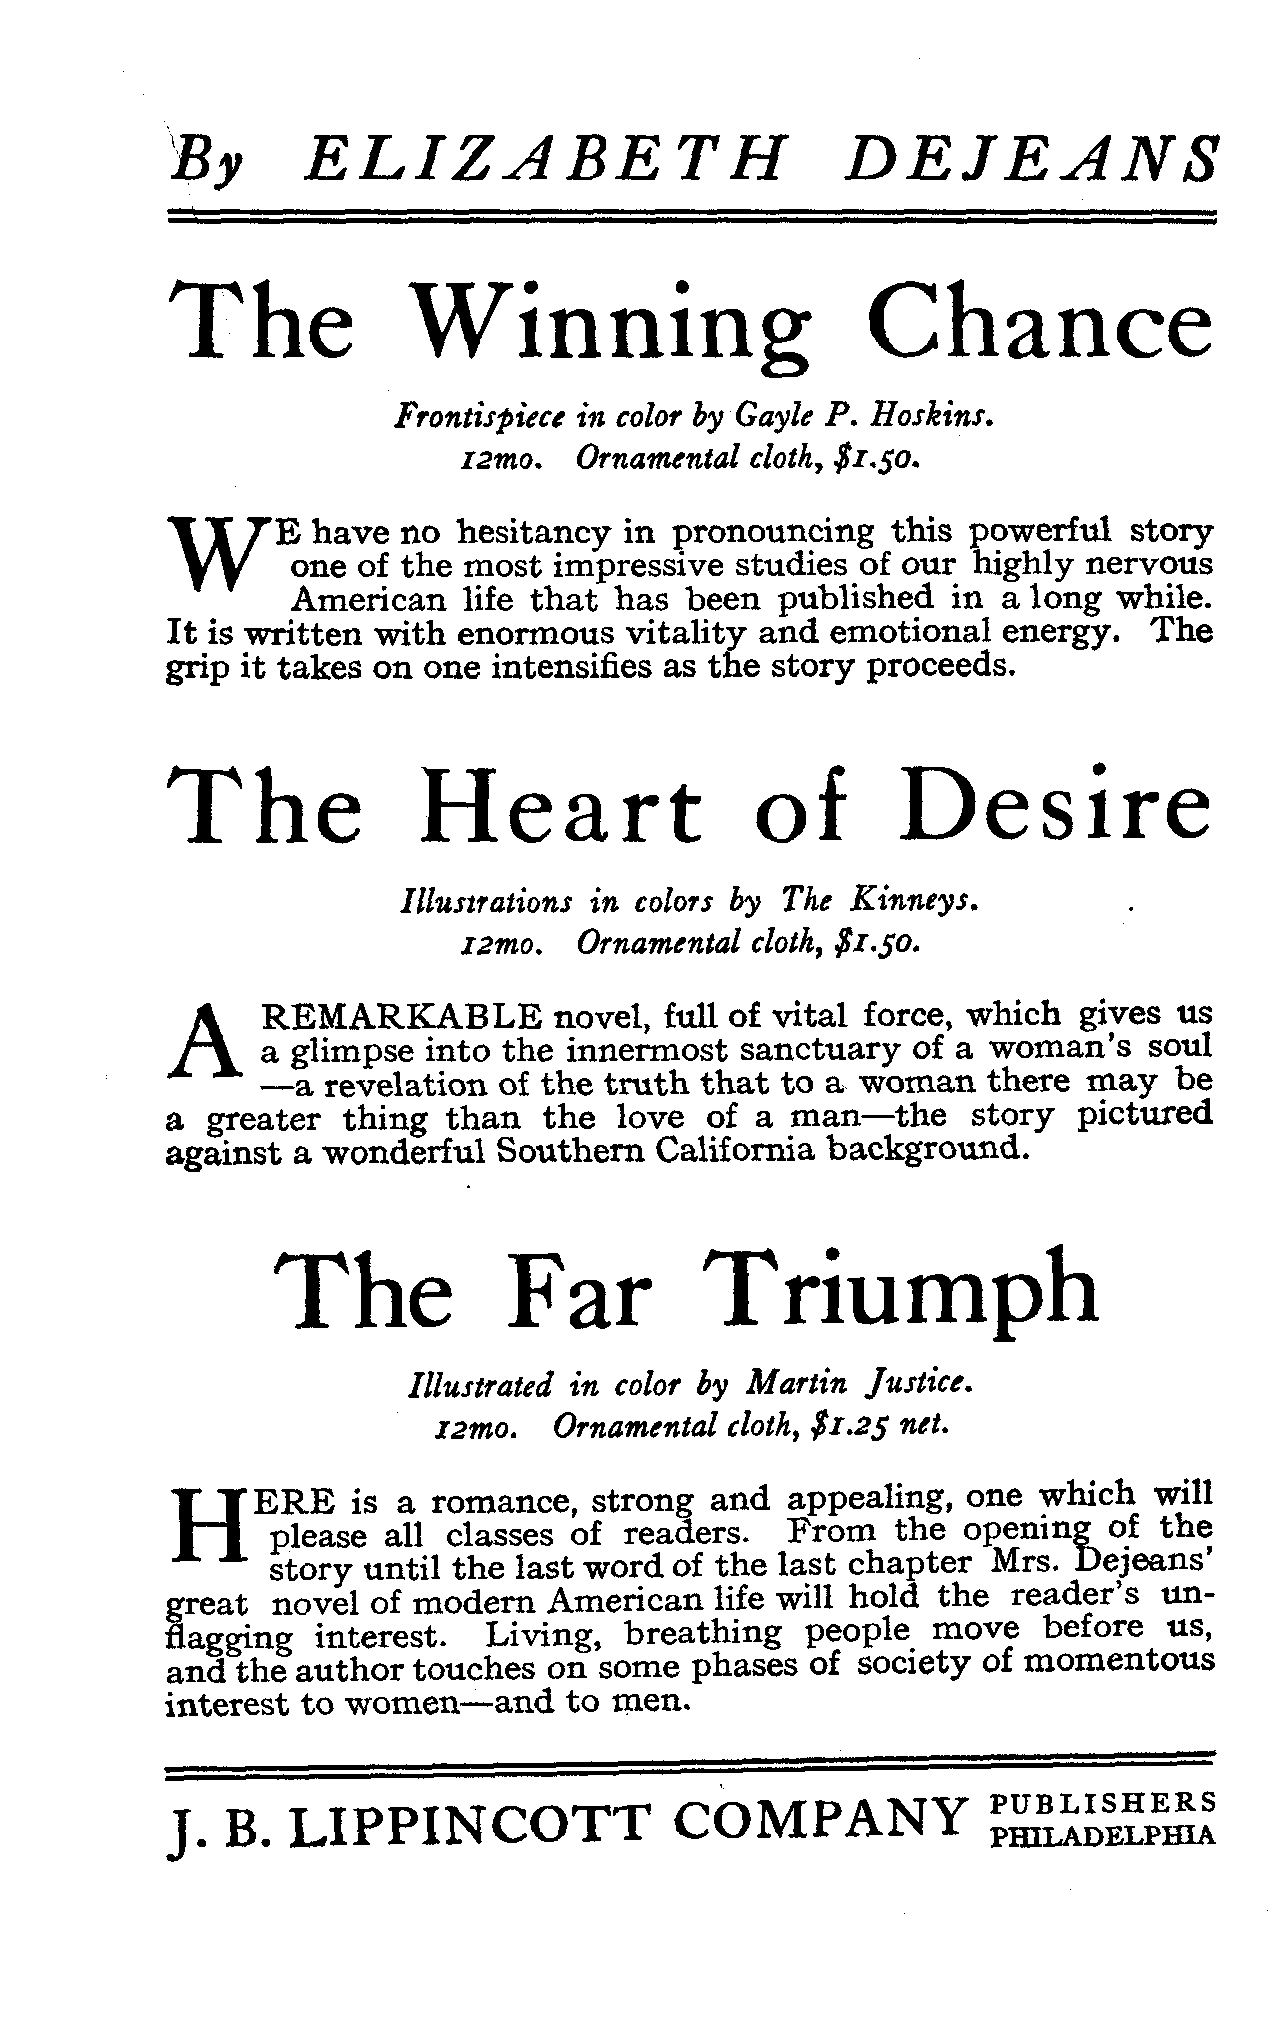 By ELIZABETH DEJEANS
The Winning Chance
Frontispiece in color by Gayle P. Hoskins.
12mo. Ornamental cloth, $1.50.
WE have no hesitancy in pronouncing this powerful story
one of the most impressive studies of our highly nervous
American life that has been published in a long while.
It is written with enormous vitality and emotional energy. The
grip it takes on one intensifies as the story proceeds.
The Heart of Desire
Illustrations in colors by The Kinneys.
12mo. Ornamental cloth, $1.50.
A REMARKABLE novel, full of vital force, which gives us
a glimpse into the innermost sanctuary of a woman's soul
—a revelation of the truth that to a woman there may be
a greater thing than the love of a man—the story pictured
against a wonderful Southern California background.
The Far Triumph
Illustrated in color by Martin Justice.
12mo. Ornamental cloth, $1.25 net.
HERE is a romance, strong and appealing, one which will
please all classes of readers. From the opening of the
story until the last word of the last chapter Mrs. Dejeans'
great novel of modern American life will hold the reader's un-
flagging interest. Living, breathing people move before us,
and the author touches on some phases of society of momentous
interest to women—and to men.
J. B. LIPPINCOTT COMPANY PUBLISHERS
PHILADELPHIA